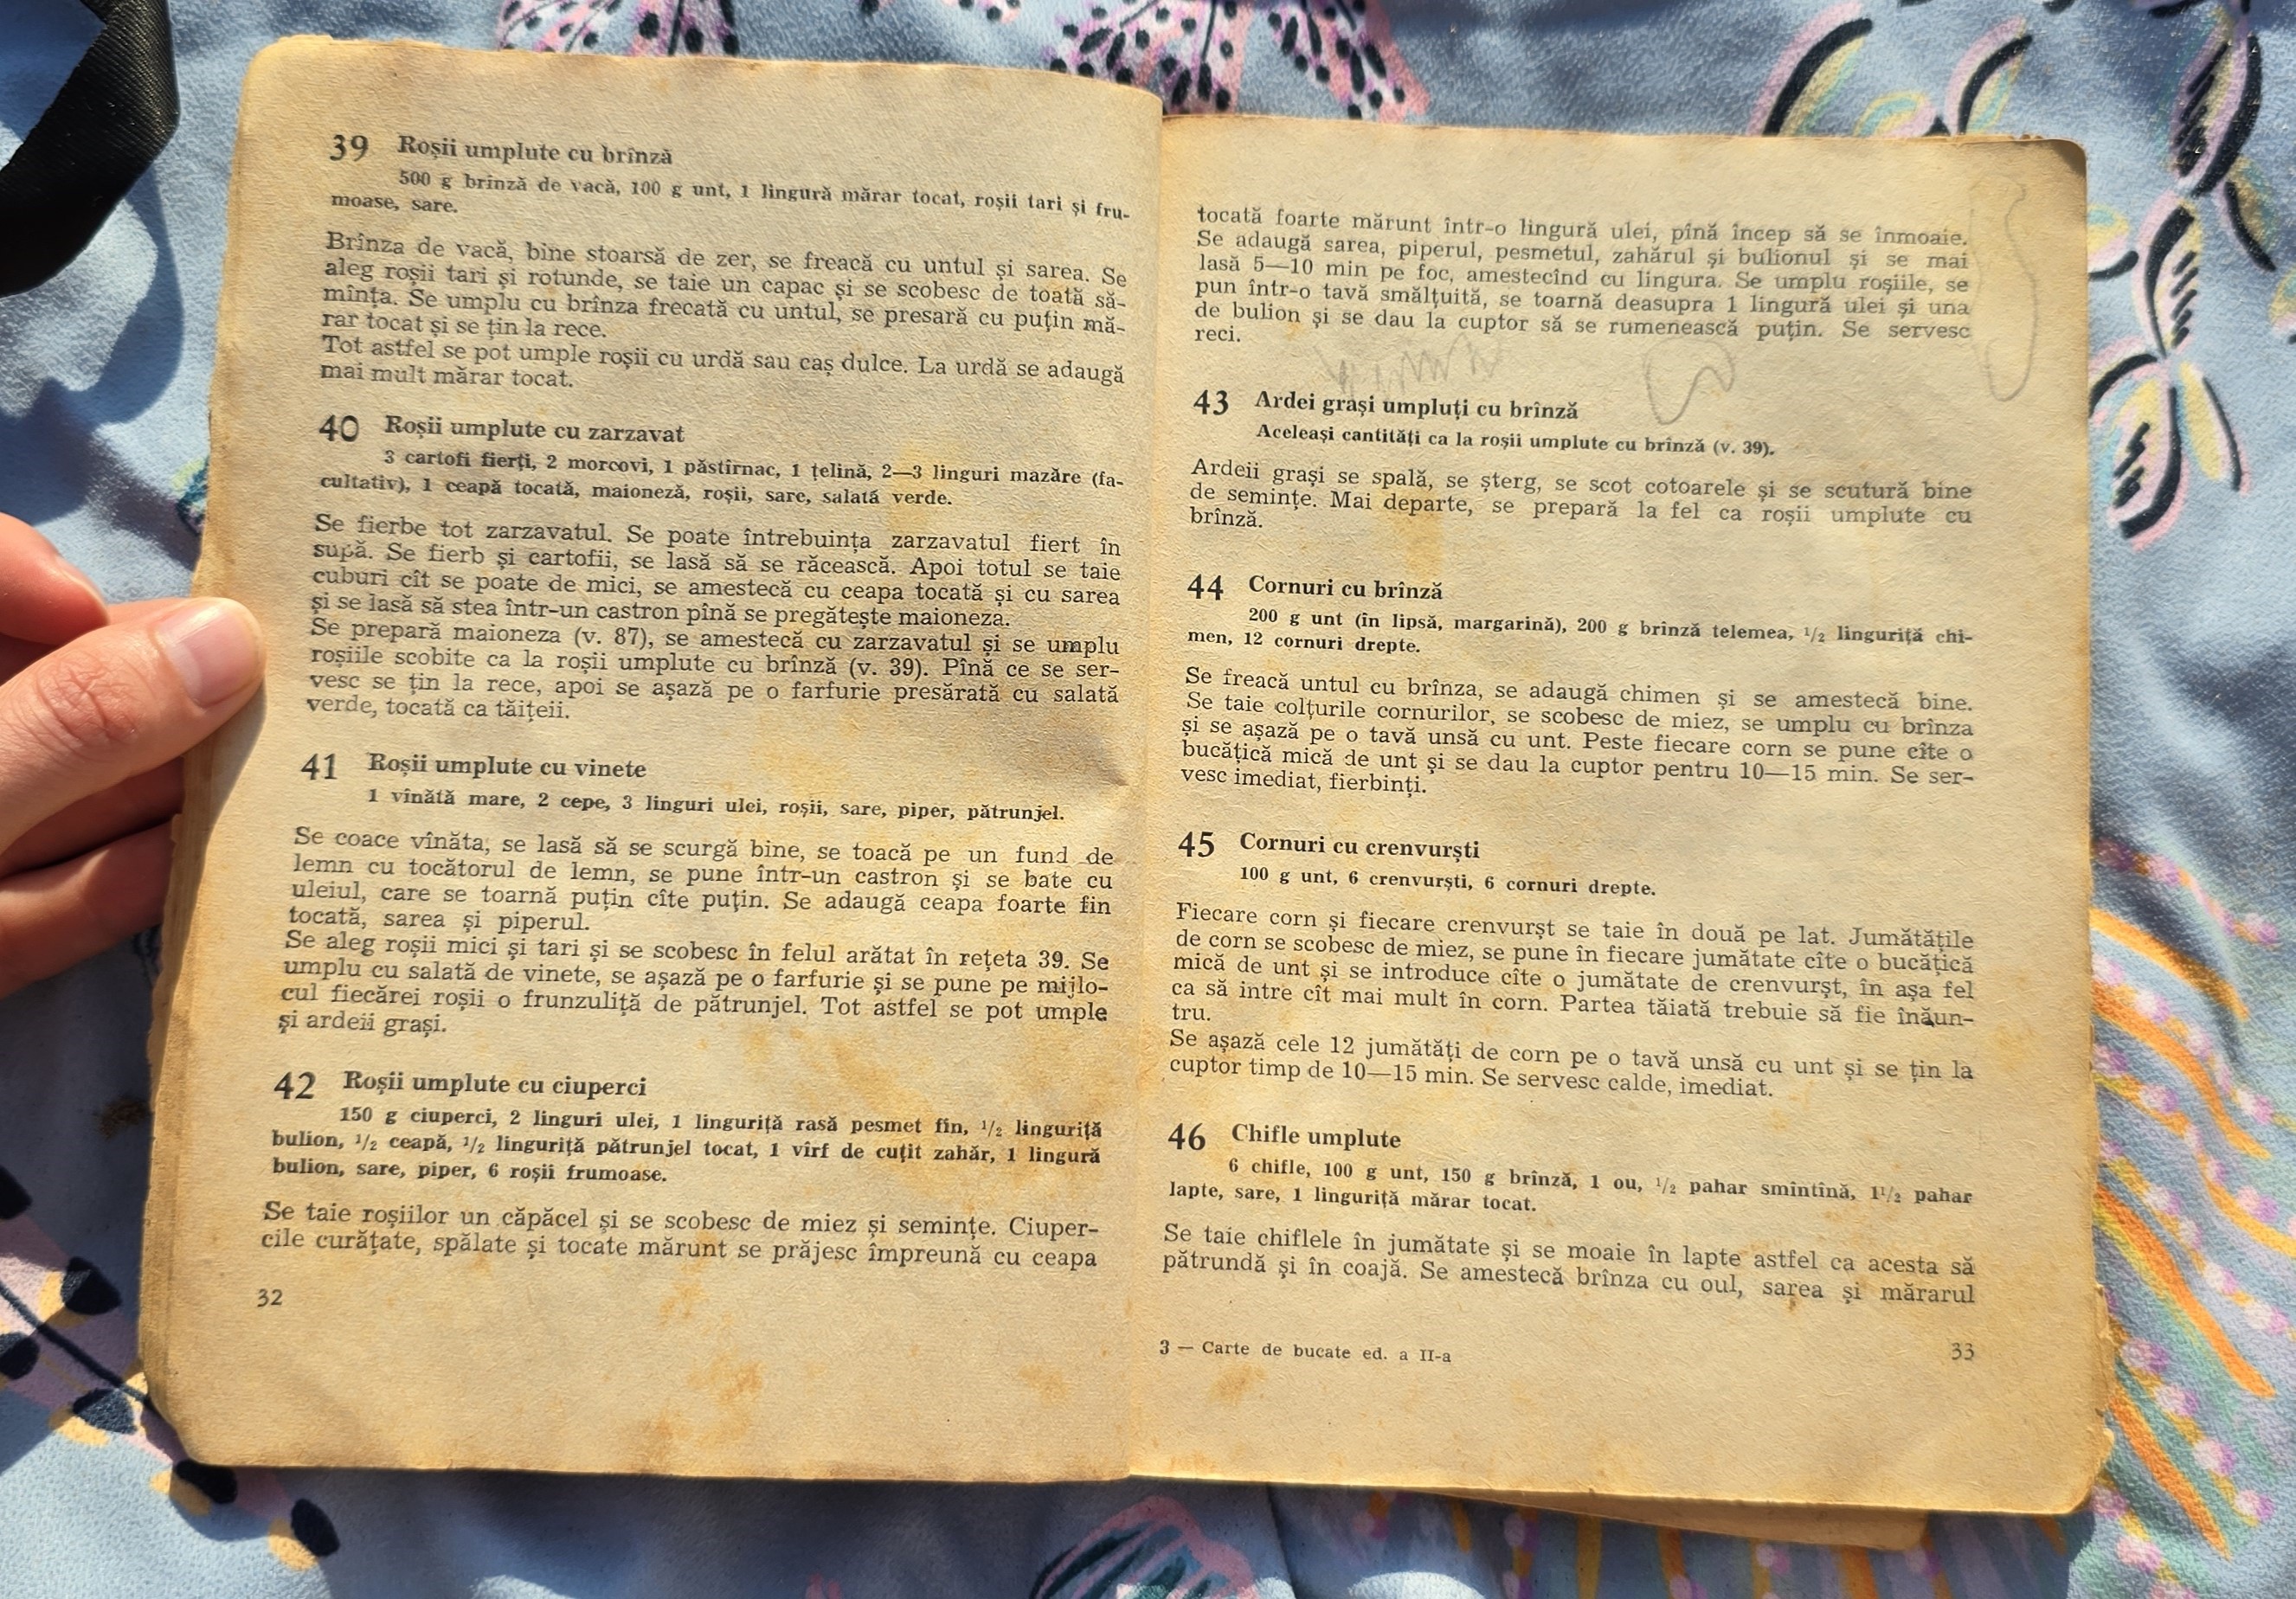 39 Roșii umplute cu brînză
500 g brînză de vacă, 100 g unt, 1 lingură mărar tocat, roșii tari și fru-
moase, sare.
Brînza de vacă, bine stoarsă de zer, se freacă cu untul și sarea. Se
aleg roșii tari și rotunde, se taie un capac și se scobesc de toată să-
mînța. Se umplu cu brînza frecată cu untul, se presară cu puțin mă-
rar tocat și se țin la rece.
Tot astfel se pot umple roșii cu urdă sau caș dulce. La urdă se adaugă
mai mult mărar tocat.
40 Roșii umplute cu zarzavat
3 cartofi fierți, 2 morcovi, 1 păstîrnac, 1 țelină, 2—3 linguri mazăre (fa-
cultativ), 1 ceapă tocată, maioneză, roșii, sare, salată verde.
Se fierbe tot zarzavatul. Se poate întrebuința zarzavatul fiert în
supă. Se fierb și cartofii, se lasă să se răcească. Apoi totul se taie
cuburi cît se poate de mici, se amestecă cu ceapa tocată și cu sarea
și se lasă să stea într-un castron pînă se pregătește maioneza.
Se prepară maioneza (v. 87), se amestecă cu zarzavatul și se umplu
roșiile scobite ca la roșii umplute cu brînză (v. 39). Pînă ce se ser-
vesc se țin la rece, apoi se așază pe o farfurie presărată cu salată
verde, tocată ca tăițeii.
41 Roșii umplute cu vinete
1 vînătă mare, 2 cepe, 3 linguri ulei, roșii, sare, piper, pătrunjel.
Se coace vînăta, se lasă să se scurgă bine, se toacă pe un fund de
lemn cu tocătorul de lemn, se pune într-un castron și se bate cu
uleiul, care se toarnă puțin cîte puțin. Se adaugă ceapa foarte fin
tocată, sarea și piperul.
Se aleg roșii mici și tari și se scobesc în felul arătat în rețeta 39. Se
umplu cu salată de vinete, se așază pe o farfurie și se pune pe mijlo-
cul fiecărei roșii o frunzuliță de pătrunjel. Tot astfel se pot umple
și ardeii grași.
42 Roșii umplute cu ciuperci
150 g ciuperci, 2 linguri ulei, 1 linguriță rasă pesmet fin, 1/2 linguriță
bulion, 1/2 ceapă, 1/2 linguriță pătrunjel tocat, 1 vîrf de cuțit zahăr, 1 lingură
bulion, sare, piper, 6 roșii frumoase.
Se taie roșiilor un căpăcel și se scobesc de miez și semințe. Ciuper-
cile curățate, spălate și tocate mărunt se prăjesc împreună cu ceapa
32
tocată foarte mărunt într-o lingură ulei, pînă încep să se înmoaie.
Se adaugă sarea, piperul, pesmetul, zahărul și bulionul și se mai
lasă 5—10 min pe foc, amestecînd cu lingura. Se umplu roșiile, se
pun într-o tavă smălțuită, se toarnă deasupra 1 lingură ulei și una
de bulion și se dau la cuptor să se rumenească puțin. Se servesc
reci.
43 Ardei grași umpluți cu brînză
Aceleași cantități ca la roșii umplute cu brînză (v. 39).
Ardeii grași se spală, se șterg, se scot cotoarele și se scutură bine
de semințe. Mai departe, se prepară la fel ca roșii umplute cu
brînză.
44 Cornuri cu brînză
200 g unt (în lipsă, margarină), 200 g brînză telemea, 1/2 linguriță chi-
men, 12 cornuri drepte.
Se freacă untul cu brînza, se adaugă chimen și se amestecă bine.
Se taie colțurile cornurilor, se scobesc de miez, se umplu cu brînza
și se așază pe o tavă unsă cu unt. Peste fiecare corn se pune cîte o
bucățică mică de unt și se dau la cuptor pentru 10—15 min. Se ser-
vesc imediat, fierbinți.
45 Cornuri cu crenvurști
100 g unt, 6 crenvurști, 6 cornuri drepte.
Fiecare corn și fiecare crenvurșt se taie în două pe lat. Jumătățile
de corn se scobesc de miez, se pune în fiecare jumătate cîte o bucățică
mică de unt și se introduce cîte o jumătate de crenvurșt, în așa fel
ca să intre cît mai mult în corn. Partea tăiată trebuie să fie înăun-
tru.
Se așază cele 12 jumătăți de corn pe o tavă unsă cu unt și se țin la
cuptor timp de 10—15 min. Se servesc calde, imediat.
46 Chifle umplute
6 chifle, 100 g unt, 150 g brînză, 1 ou, 1/2 pahar smîntînă, 1 1/2 pahar
lapte, sare, 1 linguriță mărar tocat.
Se taie chiflele în jumătate și se moaie în lapte astfel ca acesta să
pătrundă și în coajă. Se amestecă brînza cu oul, sarea și mărarul
3 — Carte de bucate ed. a II-a
33